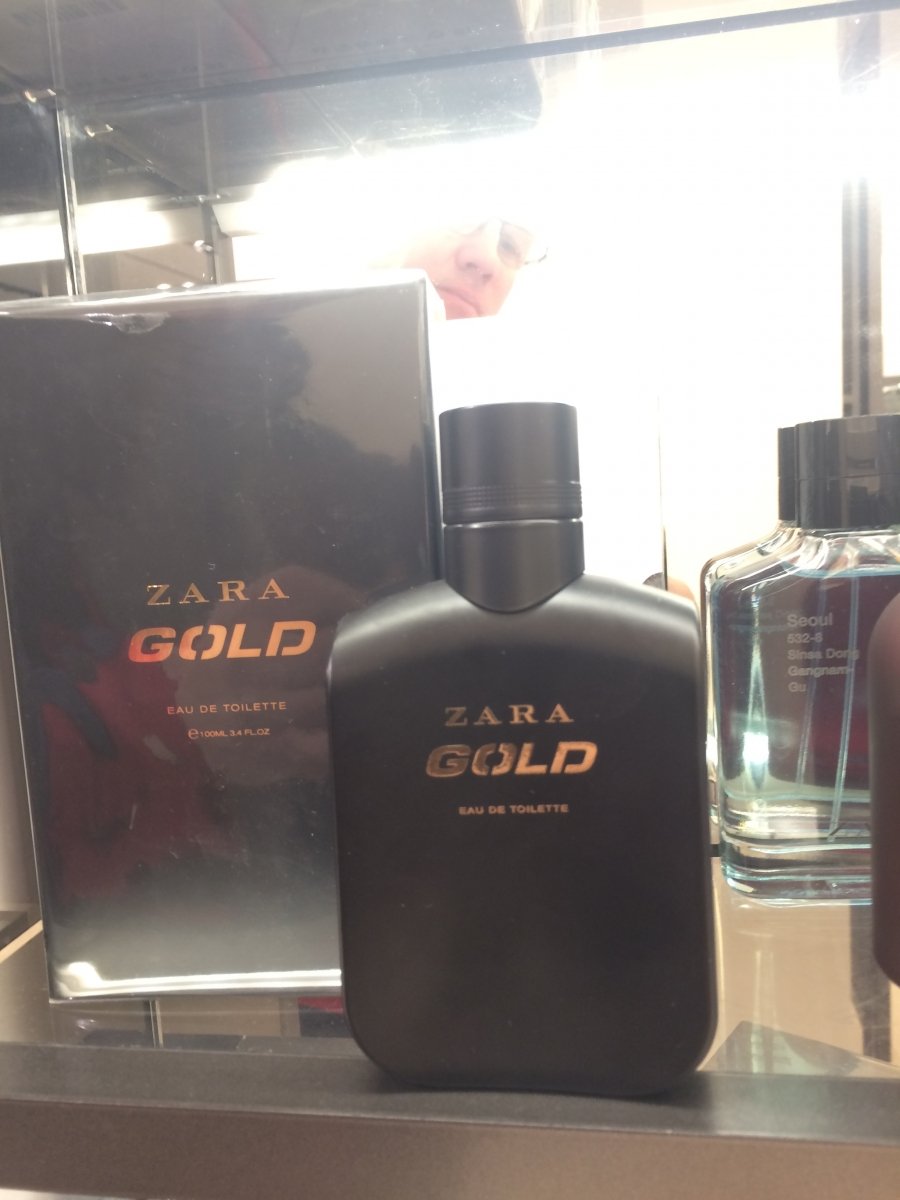 ZARA
GOLD
EAU DE TOILETTE
℮100ML 3.4 FL.OZ
ZARA
GOLD
EAU DE TOILETTE
Seoul
532-8
Sinsa Dong
Gangnam-
Gu